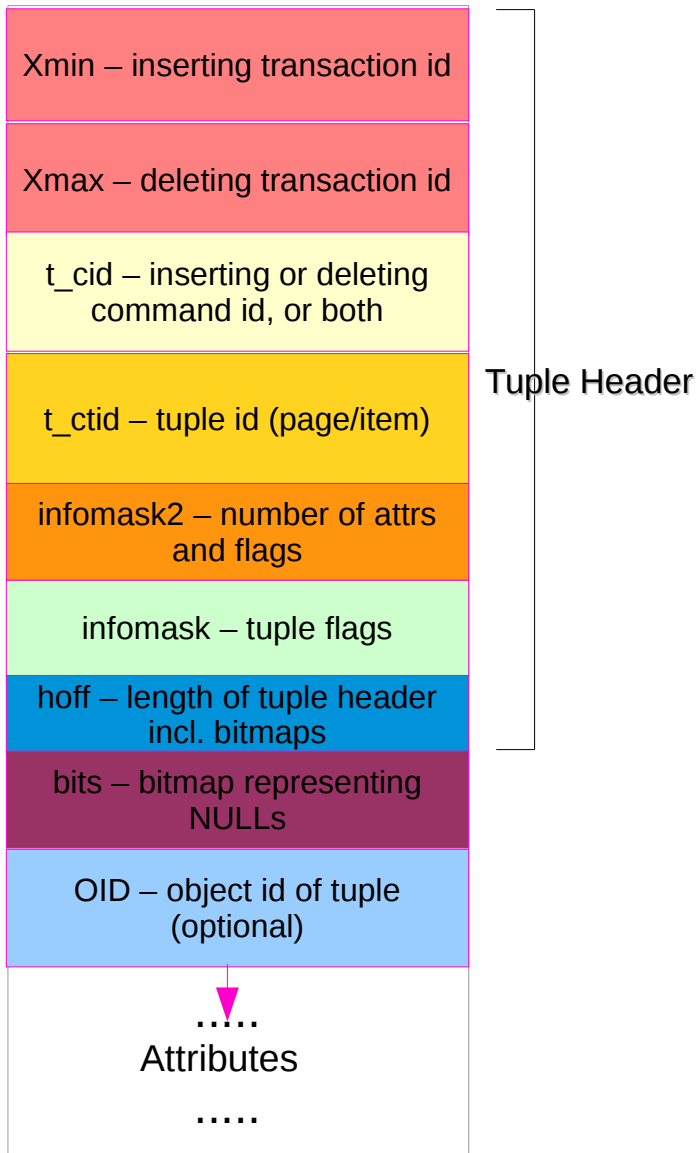 Xmin – inserting transaction id
Xmax – deleting transaction id
t_cid – inserting or deleting
command id, or both
Tuple Header
t_ctid – tuple id (page/item)
infomask2 – number of attrs
and flags
infomask – tuple flags
hoff – length of tuple header
incl. bitmaps
bits – bitmap representing
NULLs
OID – object id of tuple
(optional)
.....
Attributes
.....